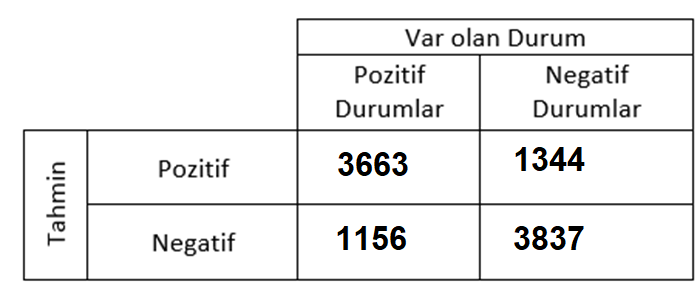 Var olan Durum
Pozitif
Durumlar
Negatif
Durumlar
Tahmin
Pozitif
3663
1344
Negatif
1156
3837